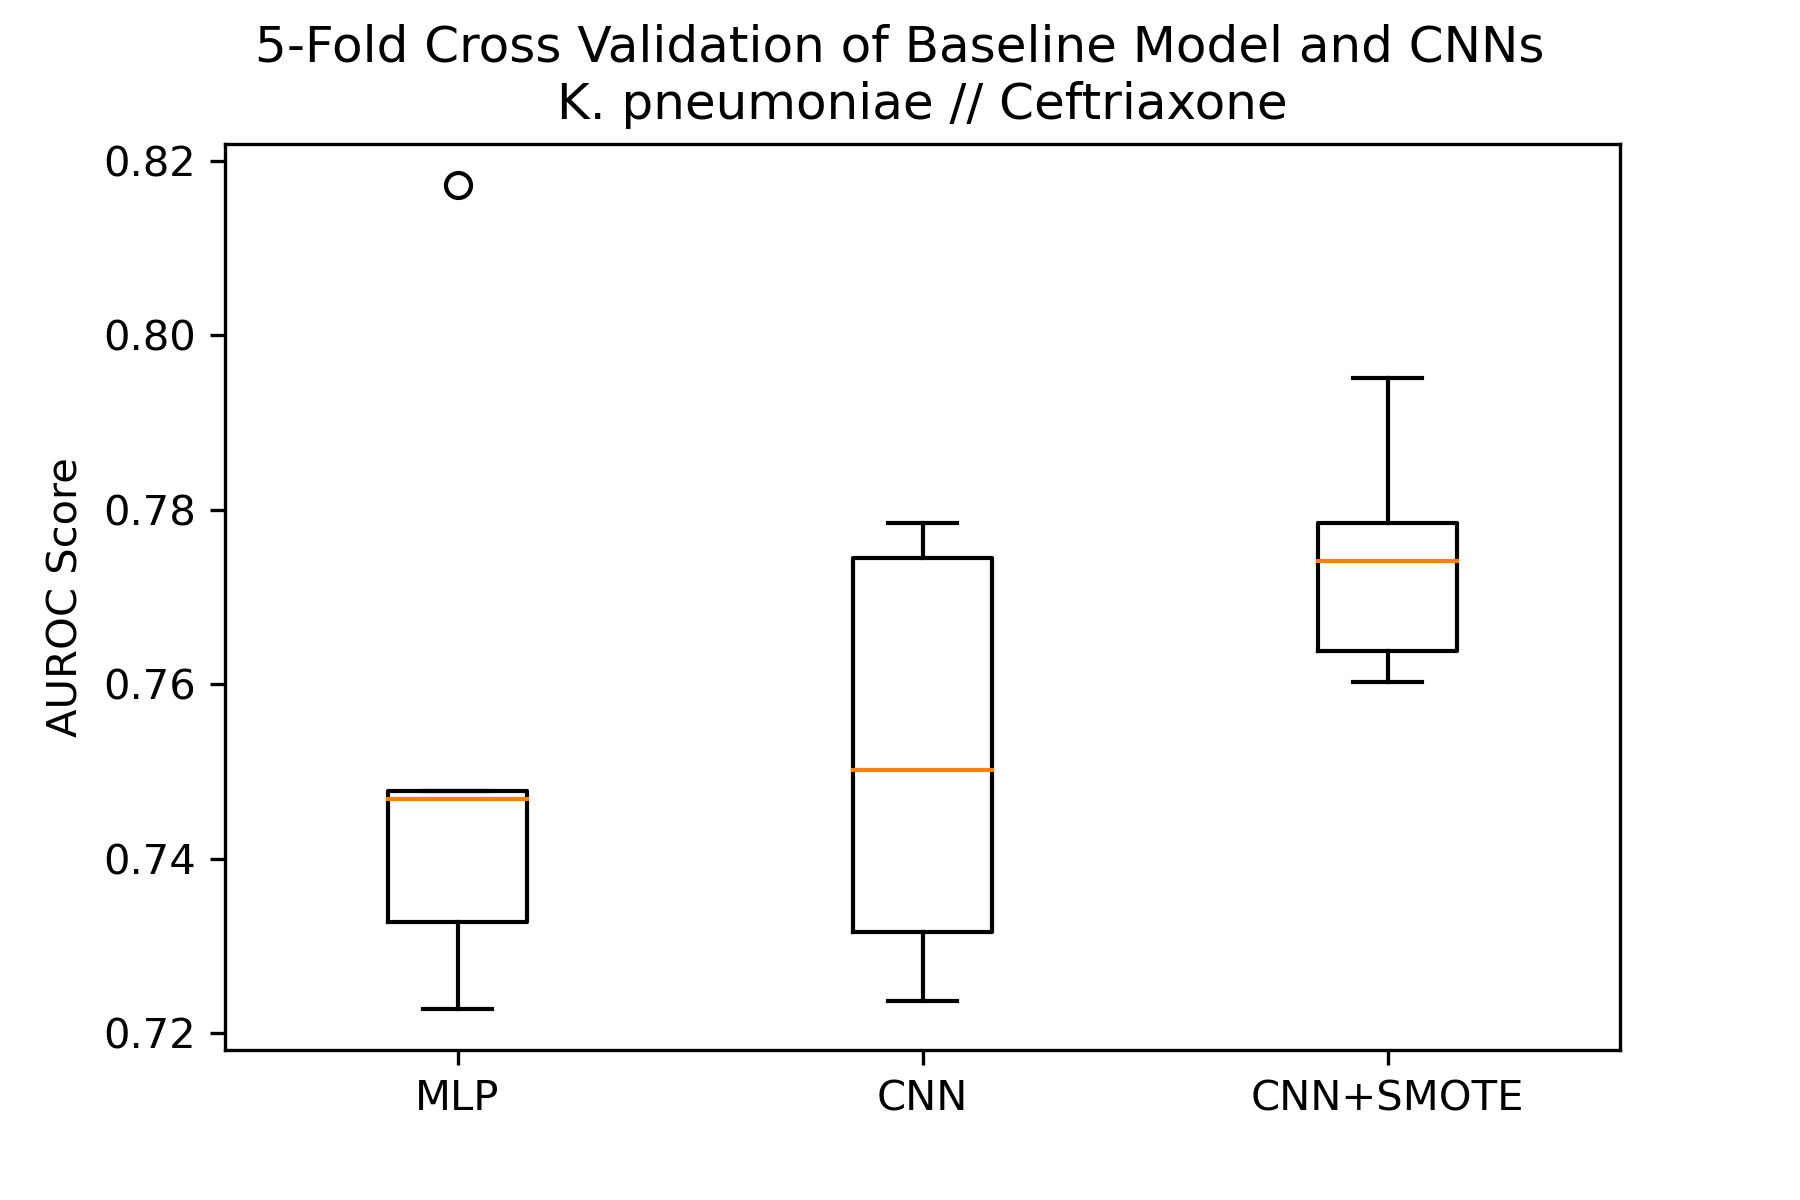 5-Fold Cross Validation of Baseline Model and CNNs
K. pneumoniae // Ceftriaxone
AUROC Score
0.82
0.80
0.78
0.76
0.74
0.72
MLP
CNN
CNN+SMOTE